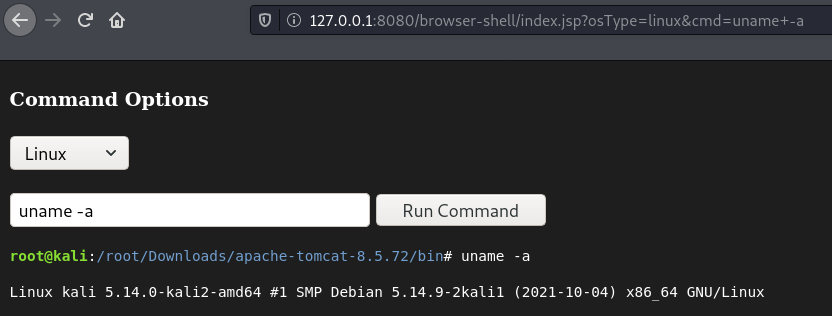 127.0.0.1:8080/browser-shell/index.jsp?osType=linux&cmd=uname+-a
Command Options
Linux
uname -a Run Command
root@kali:/root/Downloads/apache-tomcat-8.5.72/bin# uname -a
Linux kali 5.14.0-kali2-amd64 #1 SMP Debian 5.14.9-2kali1 (2021-10-04) x86_64 GNU/Linux